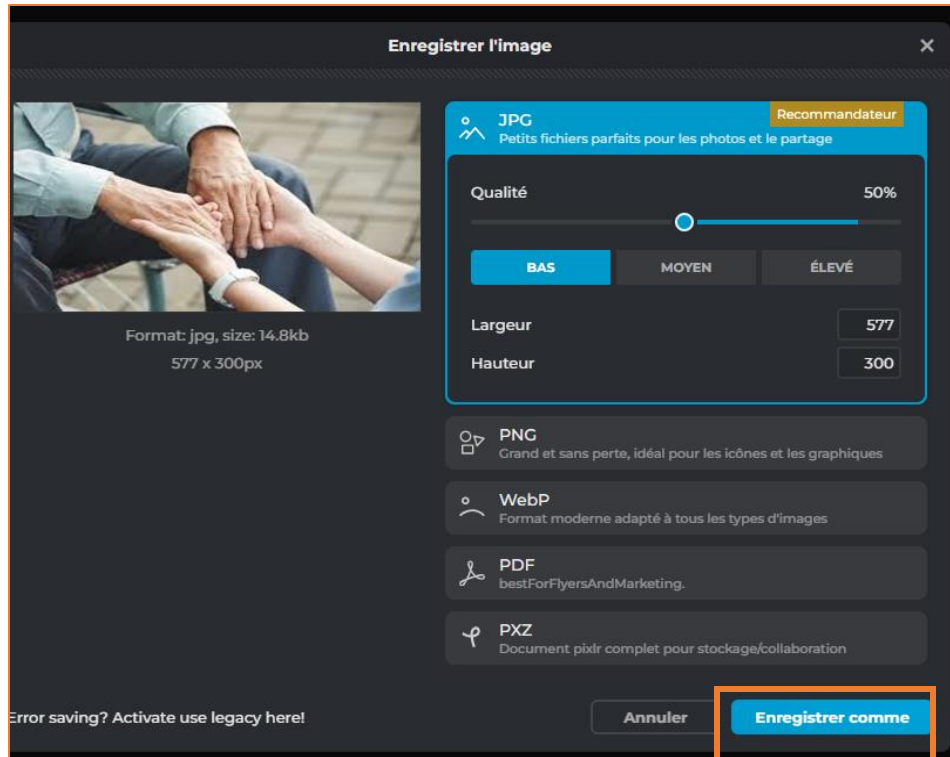 Enregistrer l'image
JPG
Recommandateur
Petits fichiers parfaits pour les photos et le partage
Qualité 50%
BAS MOYEN ÉLEVÉ
Largeur 577
Hauteur 300
Format: jpg, size: 14.8kb
577 x 300px
PNG
Grand et sans perte, idéal pour les icônes et les graphiques
WebP
Format moderne adapté à tous les types d'images
PDF
bestForFlyersAndMarketing.
PXZ
Document pixlr complet pour stockage/collaboration
Error saving? Activate use legacy here!
Annuler Enregistrer comme